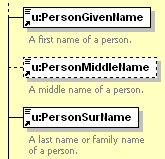 u:PersonGivenName
A first name of a person.
u:PersonMiddleName
A middle name of a person.
u:PersonSurName
A last name or family name
of a person.